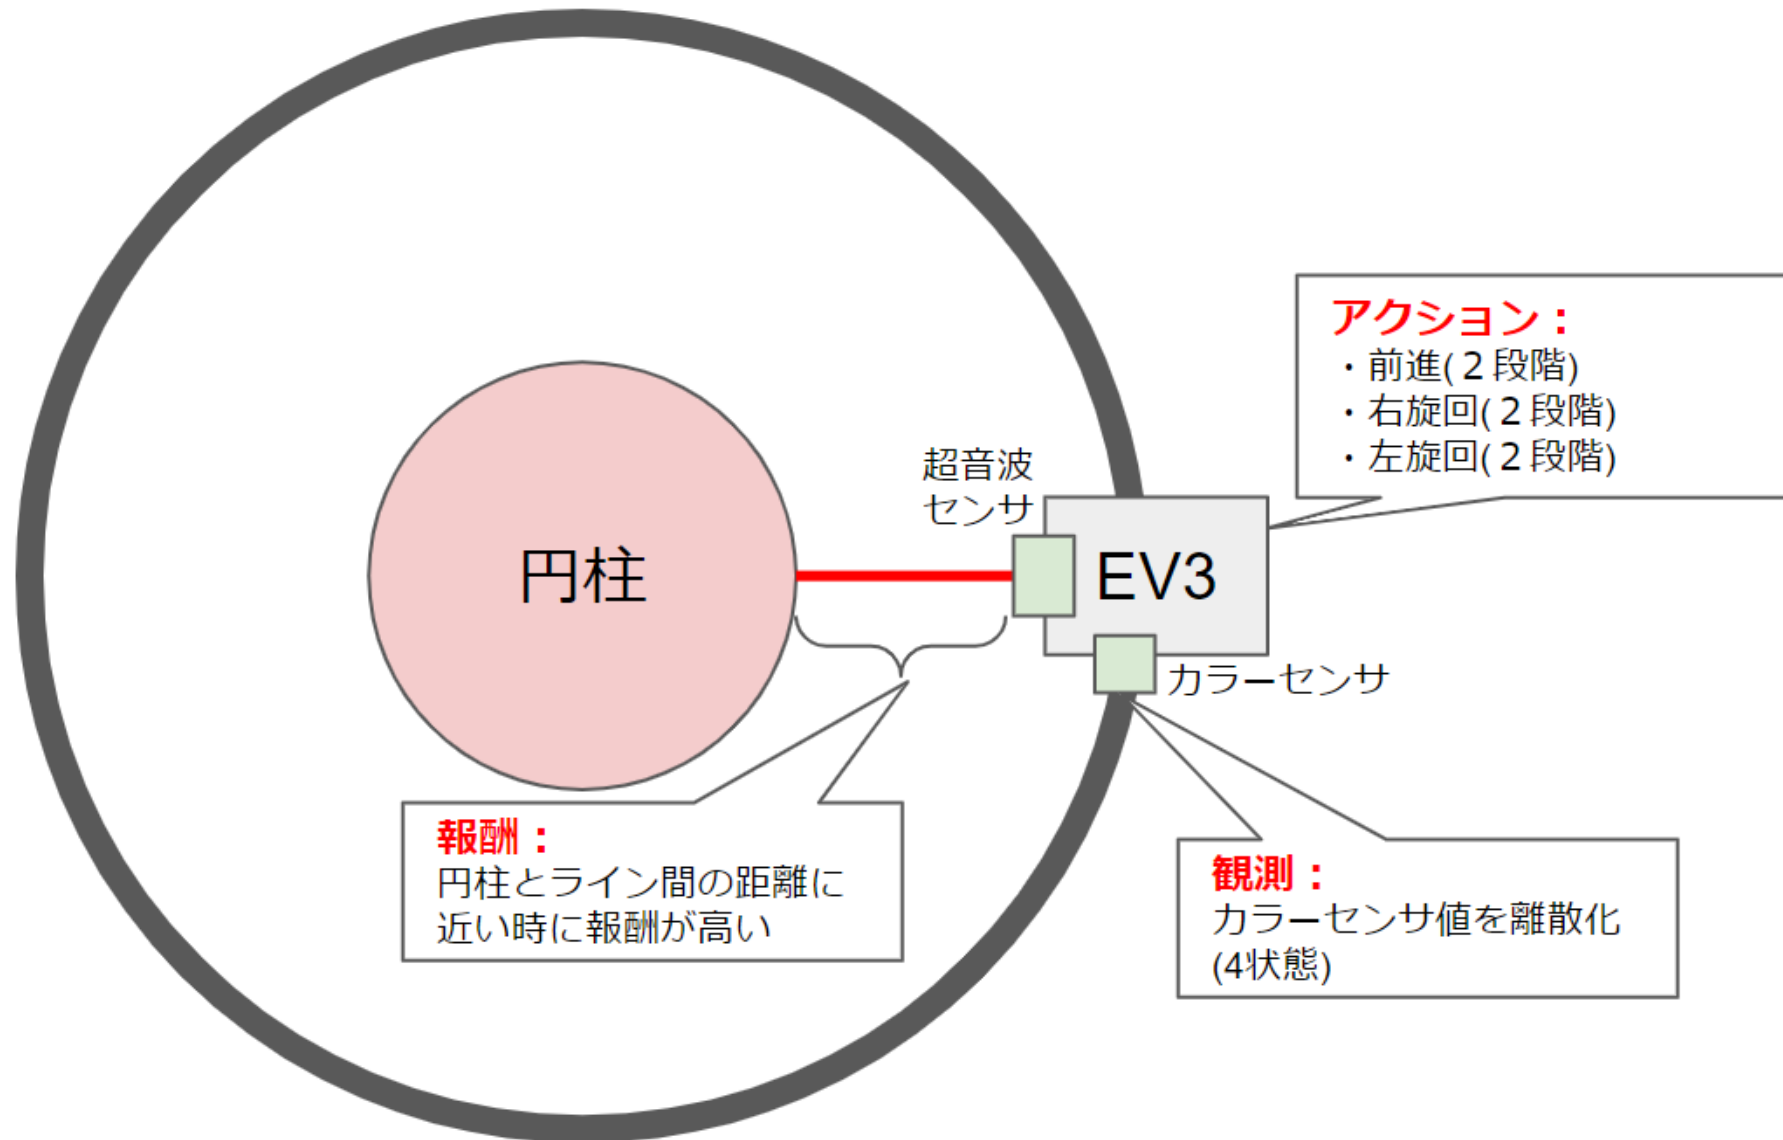 アクション：
・前進(２段階)
・右旋回(２段階)
・左旋回(２段階)
超音波
センサ
円柱
EV3
カラーセンサ
報酬：
円柱とライン間の距離に
近い時に報酬が高い
観測：
カラーセンサ値を離散化
(4状態)